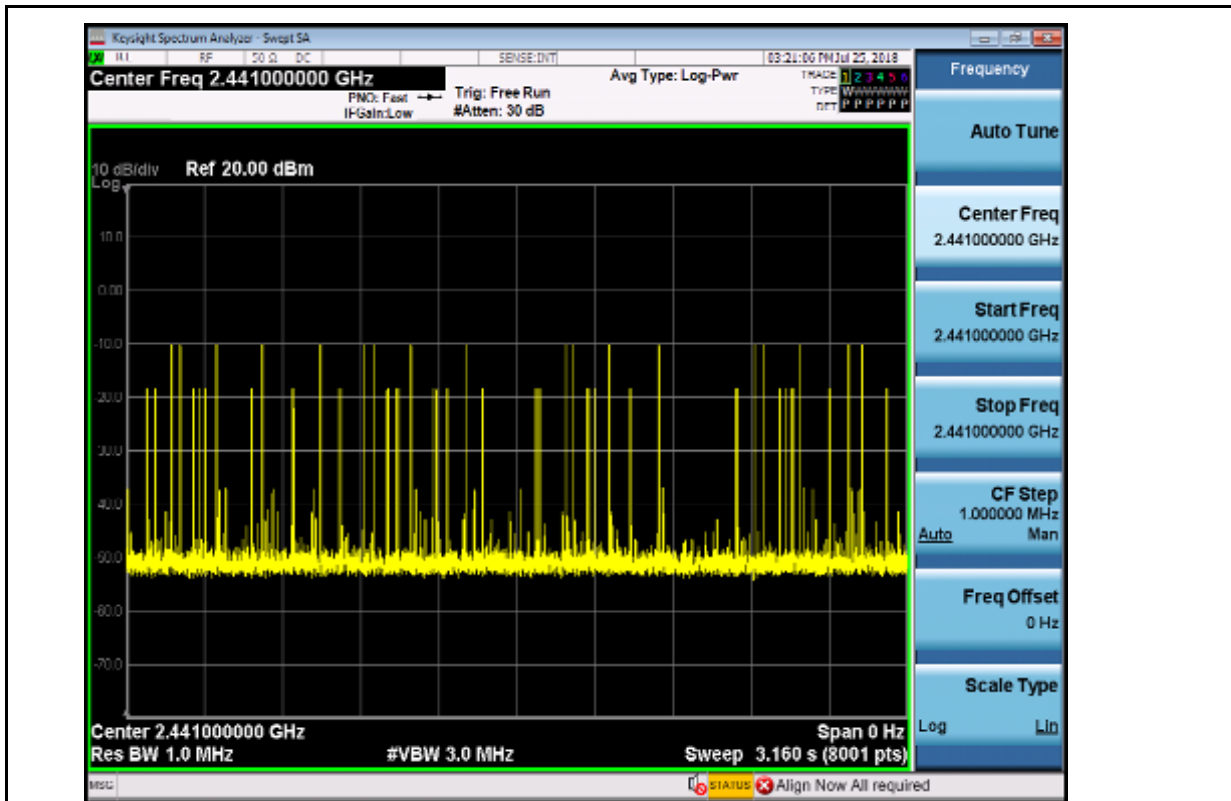 Keysight Spectrum Analyzer - Swept SA
RF 50 Ω DC SENSE:INT 03:21:06 PM Jul 25, 2018
Center Freq 2.441000000 GHz Avg Type: Log-Pwr TRACE 1 2 3 4 5 6
PNO: Fast Trig: Free Run TYPE
IFGain:Low #Atten: 30 dB DET P P P P P P
Frequency
Auto Tune
10 dB/div Ref 20.00 dBm
Log
10.0
0.00
-10.0
-20.0
-30.0
-40.0
-50.0
-60.0
-70.0
Center 2.441000000 GHz Span 0 Hz
Res BW 1.0 MHz #VBW 3.0 MHz Sweep 3.160 s (8001 pts)
Center Freq
2.441000000 GHz
Start Freq
2.441000000 GHz
Stop Freq
2.441000000 GHz
CF Step
1.000000 MHz
Auto Man
Freq Offset
0 Hz
Scale Type
Log Lin
MSG STATUS Align Now All required